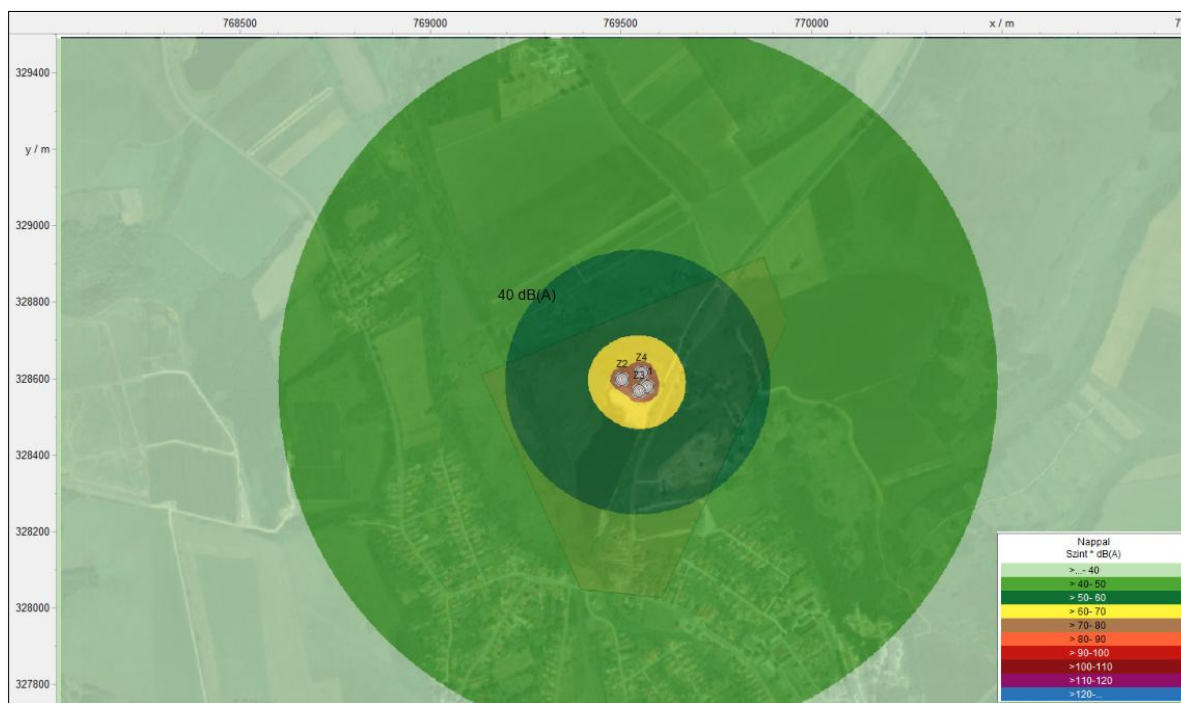 768500 769000 769500 770000 x / m 7
329400
y / m
329000
328800
40 dB(A)
328600
Z4
Z2
Z3 1
328400
328200
328000
327800
Nappal
Szint * dB(A)
>...- 40
> 40- 50
> 50- 60
> 60- 70
> 70- 80
> 80- 90
> 90-100
>100-110
>110-120
>120-...